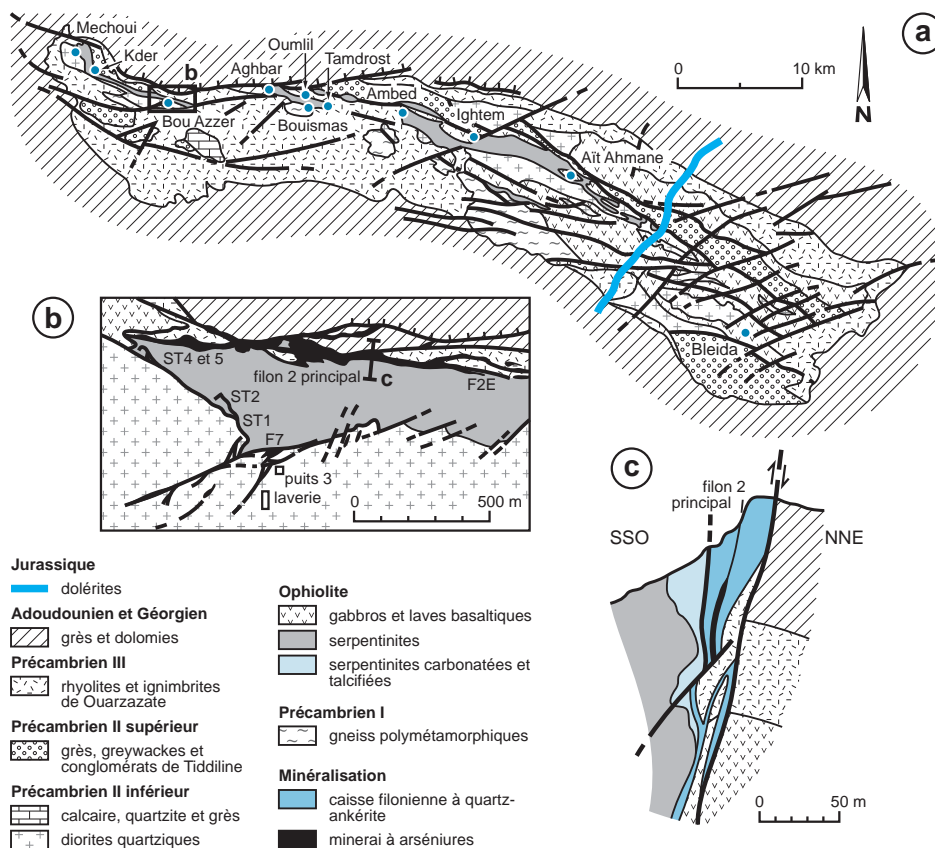 a
Mechoui
Kder
b
Bou Azzer
Aghbar
Oumlil
Tamdrost
Bouismas
Ambed
Ightem
Aït Ahmane
Bleida
0 10 km
N
b
ST4 et 5
filon 2 principal
c
F2E
ST2
ST1
F7
puits 3
laverie
0 500 m
c
filon 2
principal
SSO
NNE
0 50 m
Jurassique
dolérites
Adoudounien et Géorgien
grès et dolomies
Précambrien III
rhyolites et ignimbrites
de Ouarzazate
Précambrien II supérieur
grès, greywackes et
conglomérats de Tiddiline
Précambrien II inférieur
calcaire, quartzite et grès
diorites quartziques
Ophiolite
gabbros et laves basaltiques
serpentinites
serpentinites carbonatées et
talcifiées
Précambrien I
gneiss polymétamorphiques
Minéralisation
caisse filonienne à quartz-
ankérite
minerai à arséniures